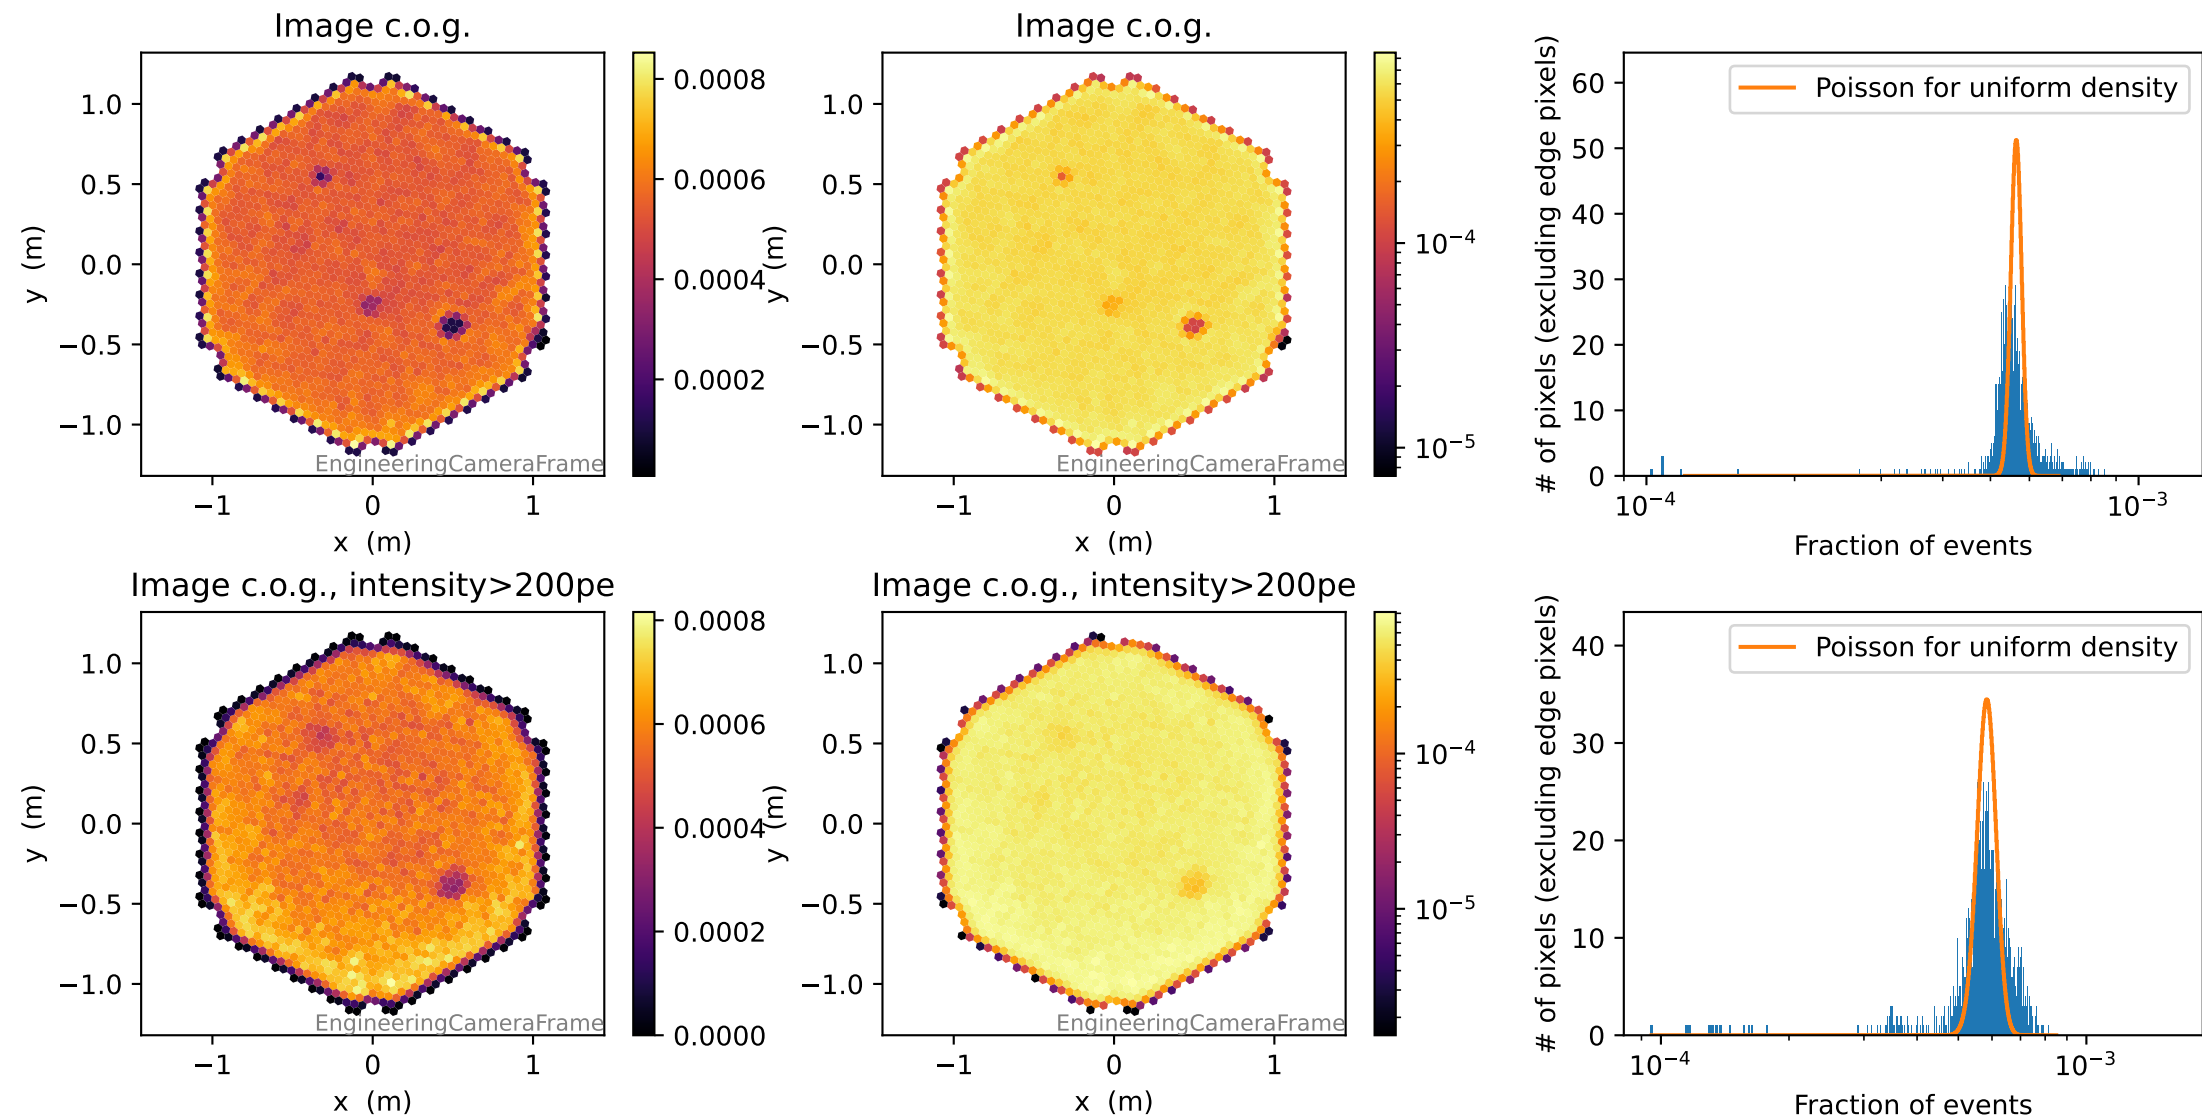 Image c.o.g.
1.0
0.5
0.0
−0.5
−1.0
y (m)
−1
0
1
x (m)
EngineeringCameraFrame
0.0008
0.0006
0.0004
0.0002
Image c.o.g.
1.0
0.5
0.0
−0.5
−1.0
y (m)
−1
0
1
x (m)
EngineeringCameraFrame
10⁻⁴
10⁻⁵
# of pixels (excluding edge pixels)
60
50
40
30
20
10
0
Poisson for uniform density
10⁻⁴
10⁻³
Fraction of events
Image c.o.g., intensity>200pe
1.0
0.5
0.0
−0.5
−1.0
y (m)
−1
0
1
x (m)
EngineeringCameraFrame
0.0008
0.0006
0.0004
0.0002
0.0000
Image c.o.g., intensity>200pe
1.0
0.5
0.0
−0.5
−1.0
y (m)
−1
0
1
x (m)
EngineeringCameraFrame
10⁻⁴
10⁻⁵
# of pixels (excluding edge pixels)
40
30
20
10
0
Poisson for uniform density
10⁻⁴
10⁻³
Fraction of events